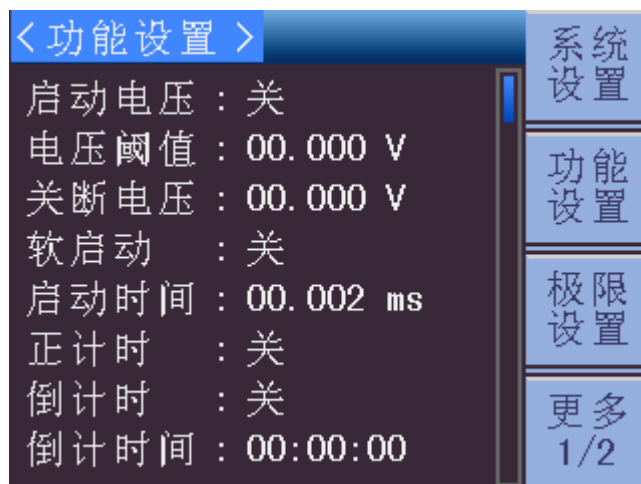 <功能设置>
启动电压:关
电压阈值:00.000 V
关断电压:00.000 V
软启动 :关
启动时间:00.002 ms
正计时 :关
倒计时 :关
倒计时间:00:00:00
系统
设置
功能
设置
极限
设置
更多
1/2